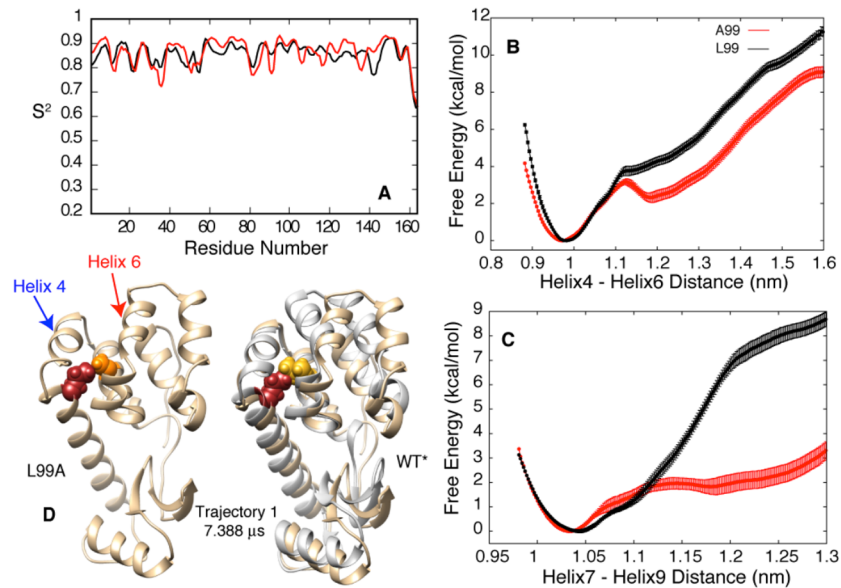 1
0.9
0.8
0.7
S²
0.6
0.5
0.4
0.3
0.2
A
20 40 60 80 100 120 140 160
Residue Number
12
10
8
6
4
2
0
Free Energy (kcal/mol)
B
A99
L99
0.8 0.9 1 1.1 1.2 1.3 1.4 1.5 1.6
Helix4 - Helix6 Distance (nm)
Helix 6
Helix 4
L99A
D
Trajectory 1
7.388 µs
WT*
9
8
7
6
5
4
3
2
1
0
Free Energy (kcal/mol)
C
0.95 1 1.05 1.1 1.15 1.2 1.25 1.3
Helix7 - Helix9 Distance (nm)